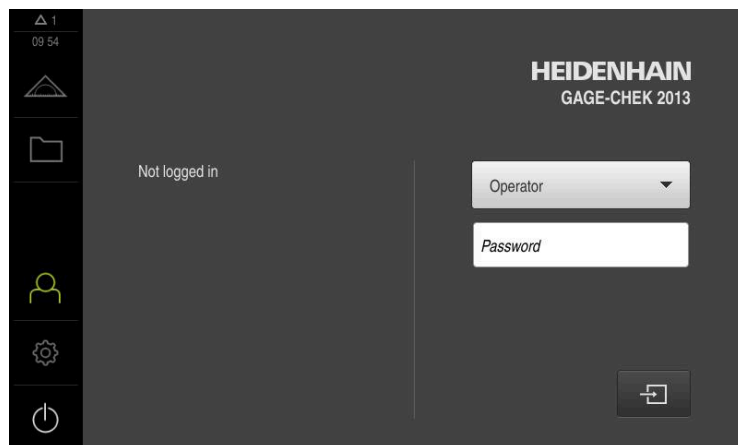 1
09 54
HEIDENHAIN
GAGE-CHEK 2013
Not logged in
Operator
Password